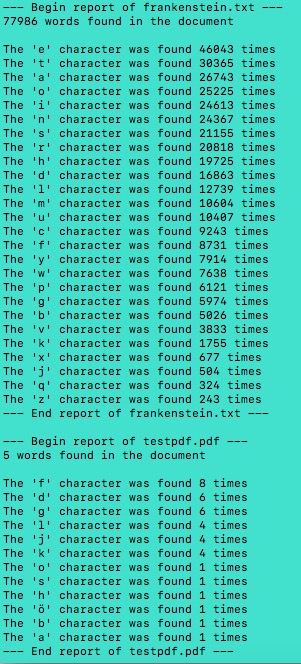 --- Begin report of frankenstein.txt ---
77986 words found in the document

The 'e' character was found 46043 times
The 't' character was found 30365 times
The 'a' character was found 26743 times
The 'o' character was found 25225 times
The 'i' character was found 24613 times
The 'n' character was found 24367 times
The 's' character was found 21155 times
The 'r' character was found 20818 times
The 'h' character was found 19725 times
The 'd' character was found 16863 times
The 'l' character was found 12739 times
The 'm' character was found 10604 times
The 'u' character was found 10407 times
The 'c' character was found 9243 times
The 'f' character was found 8731 times
The 'y' character was found 7914 times
The 'w' character was found 7638 times
The 'p' character was found 6121 times
The 'g' character was found 5974 times
The 'b' character was found 5026 times
The 'v' character was found 3833 times
The 'k' character was found 1755 times
The 'x' character was found 677 times
The 'j' character was found 504 times
The 'q' character was found 324 times
The 'z' character was found 243 times
--- End report of frankenstein.txt ---

--- Begin report of testpdf.pdf ---
5 words found in the document

The 'f' character was found 8 times
The 'd' character was found 6 times
The 'g' character was found 6 times
The 'l' character was found 4 times
The 'j' character was found 4 times
The 'k' character was found 4 times
The 'o' character was found 1 times
The 's' character was found 1 times
The 'h' character was found 1 times
The 'ö' character was found 1 times
The 'b' character was found 1 times
The 'a' character was found 1 times
--- End report of testpdf.pdf ---